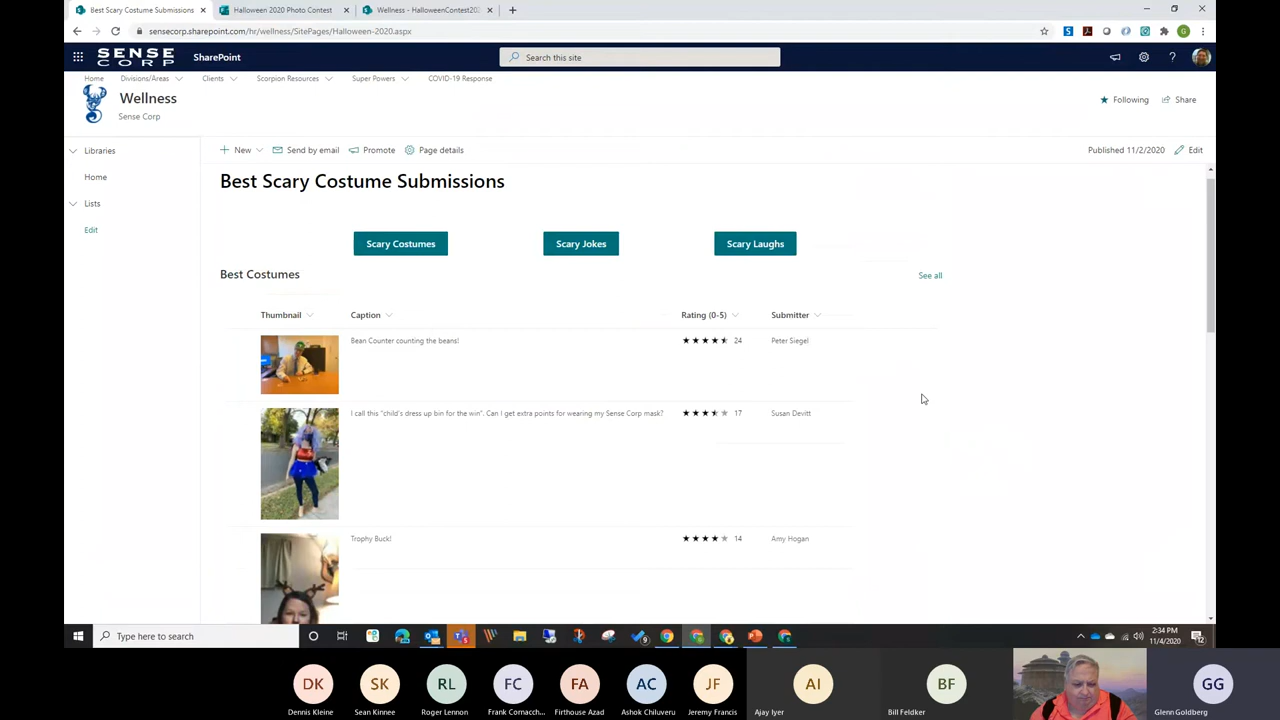 Best Scary Costume Submissions
Halloween 2020 Photo Contest
Wellness - HalloweenContest202
sensecorp.sharepoint.com/hr/wellness/SitePages/Halloween-2020.aspx
G
SENSE CORP SharePoint
Search this site
Home Divisions/Areas Clients Scorpion Resources Super Powers COVID-19 Response
Wellness
Sense Corp
Following Share
Libraries
Home
Lists
Edit
New Send by email Promote Page details
Published 11/2/2020 Edit
Best Scary Costume Submissions
Scary Costumes Scary Jokes Scary Laughs
Best Costumes See all
Thumbnail Caption Rating (0-5) Submitter
Bean Counter counting the beans! 24 Peter Siegel
I call this "child's dress up bin for the win". Can I get extra points for wearing my Sense Corp mask? 17 Susan Devitt
Trophy Buck! 14 Amy Hogan
Type here to search
2:34 PM
11/4/2020
DK SK RL FC FA AC JF AI BF GG
Dennis Kleine Sean Kinnee Roger Lennon Frank Cornacch... Firthouse Azad Ashok Chiluveru Jeremy Francis Ajay Iyer Bill Feldker Glenn Goldberg